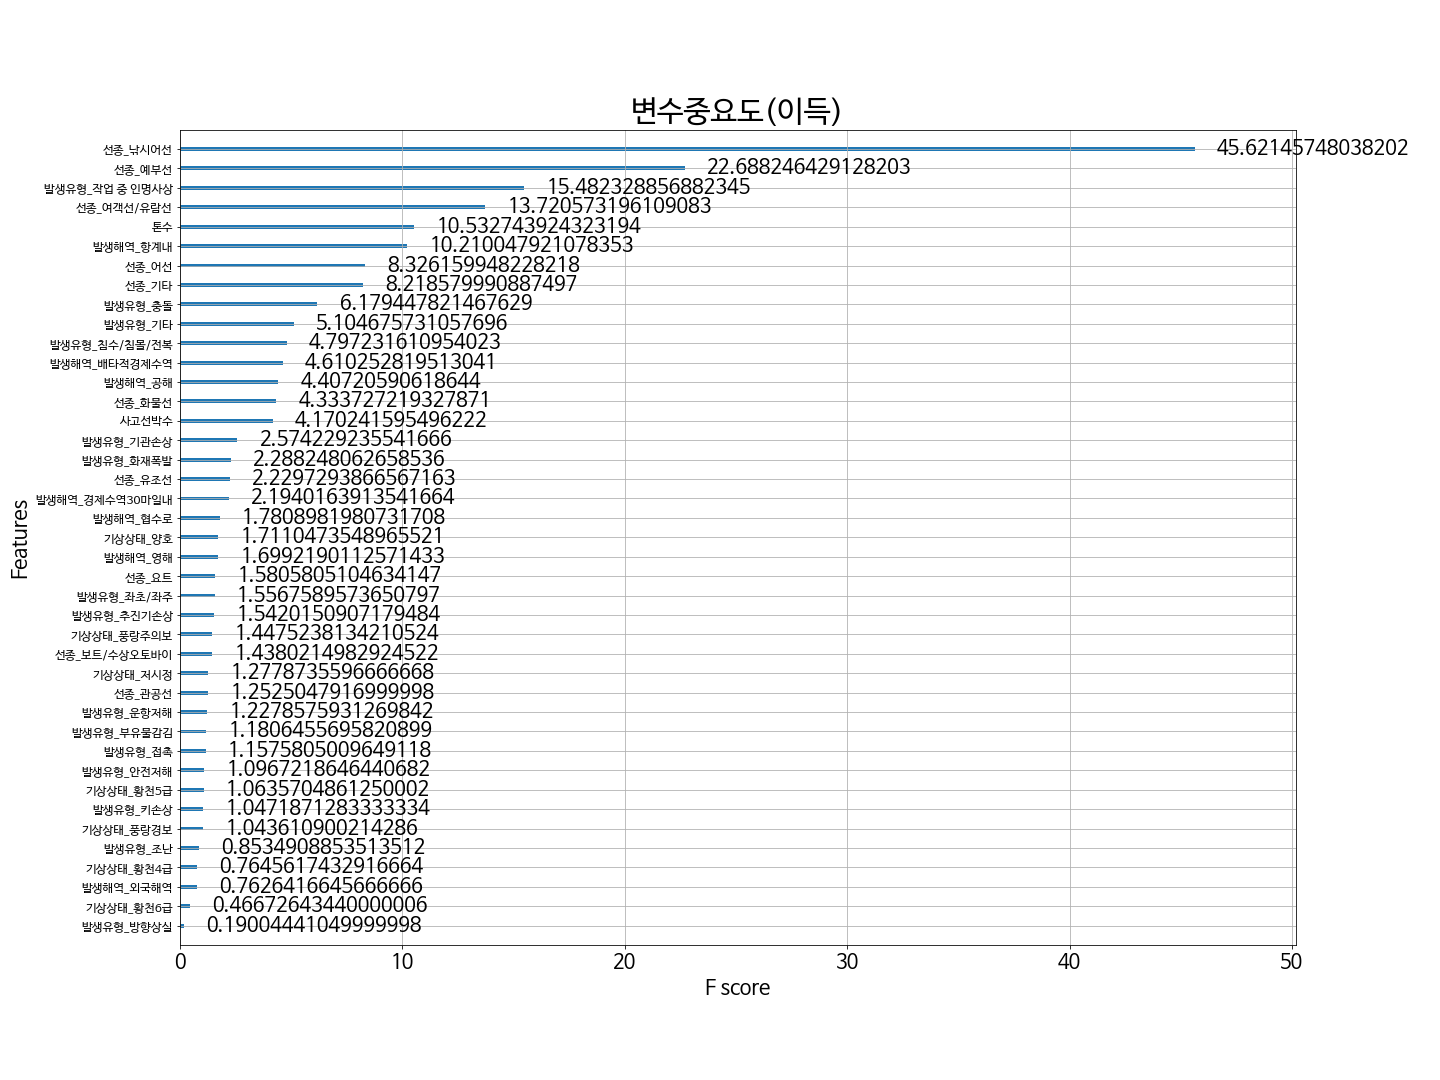 변수중요도(이득)
선종_낚시어선 45.62145748038202
선종_예부선 22.688246429128203
발생유형_작업 중 인명사상 15.482328856882345
선종_여객선/유람선 13.720573196109083
톤수 10.532743924323194
발생해역_항계내 10.210047921078353
선종_어선 8.326159948228218
선종_기타 8.218579990887497
발생유형_충돌 6.179447821467629
발생유형_기타 5.104675731057696
발생유형_침수/침몰/전복 4.797231610954023
발생해역_배타적경제수역 4.610252819513041
발생해역_공해 4.40720590618644
선종_화물선 4.333727219327871
사고선박수 4.170241595496222
발생유형_기관손상 2.574229235541666
발생유형_화재폭발 2.288248062658536
선종_유조선 2.2297293866567163
발생해역_경제수역30마일내 2.1940163913541664
발생해역_협수로 1.7808981980731708
기상상태_양호 1.7110473548965521
발생해역_영해 1.6992190112571433
선종_요트 1.5805805104634147
발생유형_좌초/좌주 1.5567589573650797
발생유형_추진기손상 1.5420150907179484
기상상태_풍랑주의보 1.4475238134210524
선종_보트/수상오토바이 1.4380214982924522
기상상태_저시정 1.2778735596666668
선종_관공선 1.2525047916999998
발생유형_운항저해 1.2278575931269842
발생유형_부유물감김 1.1806455695820899
발생유형_접촉 1.1575805009649118
발생유형_안전저해 1.0967218646440682
기상상태_황천5급 1.0635704861250002
발생유형_키손상 1.0471871283333334
기상상태_풍랑경보 1.043610900214286
발생유형_조난 0.8534908853513512
기상상태_황천4급 0.7645617432916664
발생해역_외국해역 0.7626416645666666
기상상태_황천6급 0.46672643440000006
발생유형_방향상실 0.19004441049999998
Features
0 10 20 30 40 50
F score